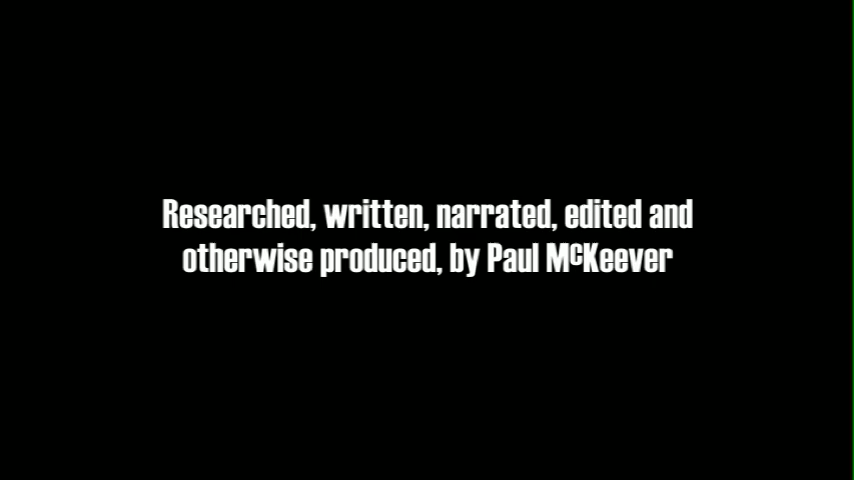 Researched, written, narrated, edited and
otherwise produced, by Paul McKeever